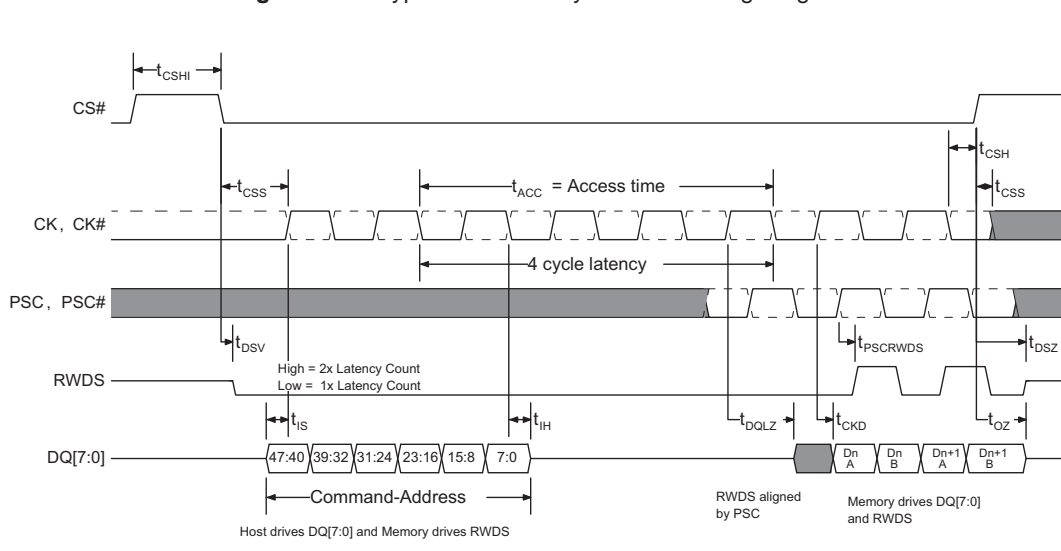 tCSHI
CS#
tCSH
tCSS
tACC = Access time
tCSS
CK, CK#
4 cycle latency
PSC, PSC#
tDSV
tPSCRWDS
tDSZ
High = 2x Latency Count
Low = 1x Latency Count
RWDS
tIS
tIH
tDQLZ
tCKD
tOZ
DQ[7:0]
47:40 39:32 31:24 23:16 15:8 7:0
Dn A
Dn B
Dn+1 A
Dn+1 B
Command-Address
RWDS aligned
by PSC
Memory drives DQ[7:0]
and RWDS
Host drives DQ[7:0] and Memory drives RWDS